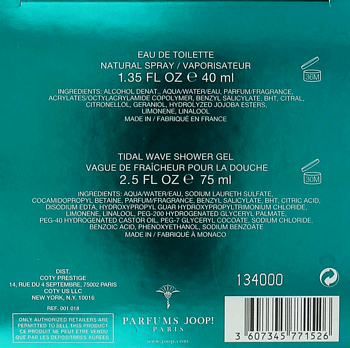 EAU DE TOILETTE
NATURAL SPRAY / VAPORISATEUR
1.35 FL OZ ℮ 40 ml
36M
INGREDIENTS: ALCOHOL DENAT., AQUA/WATER/EAU, PARFUM/FRAGRANCE,
ACRYLATES/OCTYLACRYLAMIDE COPOLYMER, BENZYL SALICYLATE, BHT, CITRAL,
CITRONELLOL, GERANIOL, HYDROLYZED JOJOBA ESTERS,
LIMONENE, LINALOOL
MADE IN / FABRIQUÉ EN FRANCE
TIDAL WAVE SHOWER GEL
VAGUE DE FRAÎCHEUR POUR LA DOUCHE
2.5 FL OZ ℮ 75 ml
30M
INGREDIENTS: AQUA/WATER/EAU, SODIUM LAURETH SULFATE,
COCAMIDOPROPYL BETAINE, PARFUM/FRAGRANCE, BENZYL SALICYLATE, BHT, CITRIC ACID,
DISODIUM EDTA, HYDROXYPROPYL GUAR HYDROXYPROPYLTRIMONIUM CHLORIDE,
LIMONENE, LINALOOL, PEG-200 HYDROGENATED GLYCERYL PALMATE,
PEG-40 HYDROGENATED CASTOR OIL, PEG-7 GLYCERYL COCOATE, SODIUM CHLORIDE,
BENZOIC ACID, PHENOXYETHANOL, SODIUM BENZOATE
MADE IN / FABRIQUÉ À MONACO
DIST.
COTY PRESTIGE
14, RUE DU 4 SEPTEMBRE, 75002 PARIS
COTY US LLC
NEW YORK, N.Y. 10016
REF. 001 018
ONLY AUTHORIZED RETAILERS ARE
PERMITTED TO SELL THIS PRODUCT
CE PRODUIT NE PEUT ÊTRE VENDU
QUE PAR LES DÉPOSITAIRES AGRÉÉS
PARFUMS JOOP!
PARIS
www.joop.com
134000
3 607345 771526